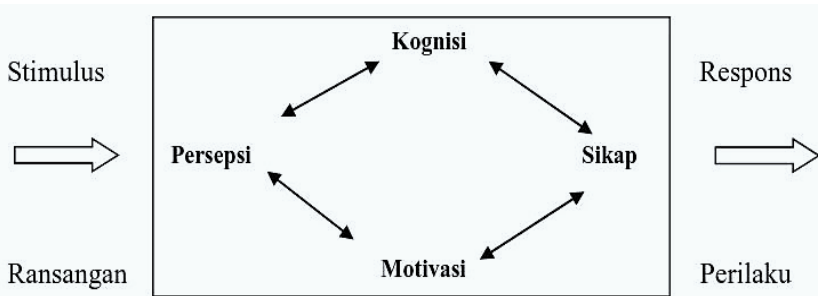 Kognisi
Stimulus
Respons
Persepsi
Sikap
Ransangan
Motivasi
Perilaku